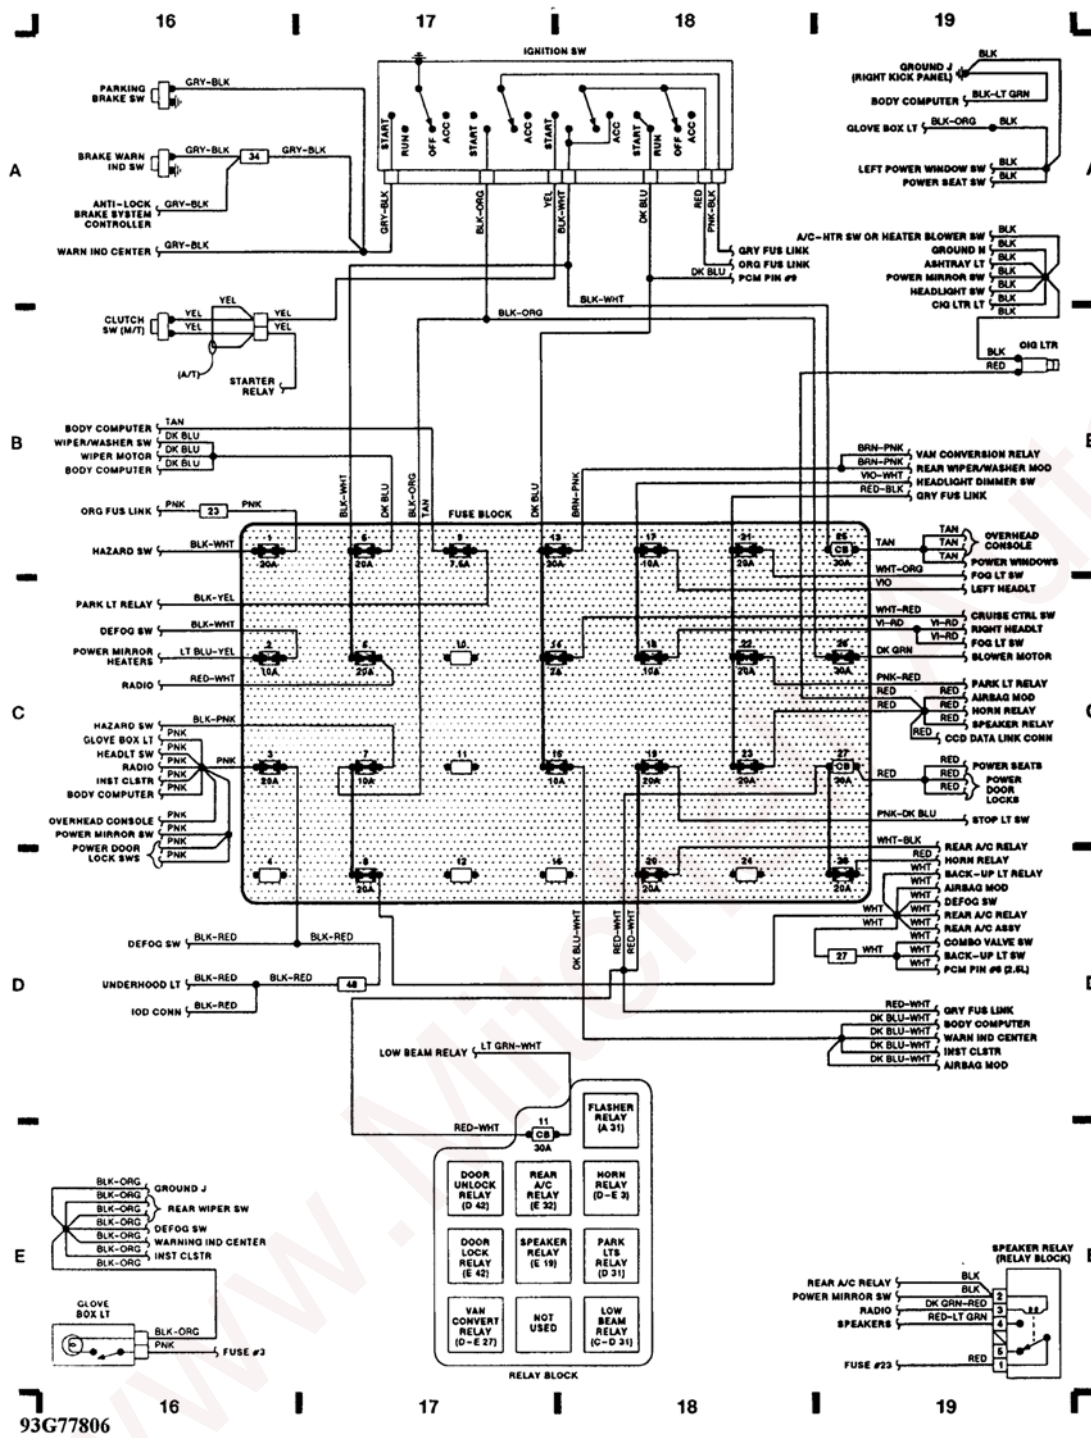 16 17 18 19
IGNITION SW
PARKING
BRAKE SW
GRY-BLK
BRAKE WARN
IND SW
GRY-BLK
34
GRY-BLK
ANTI-LOCK
BRAKE SYSTEM
CONTROLLER
GRY-BLK
WARN IND CENTER
GRY-BLK
A
START
RUN
OFF
ACC
START
ACC
START
ACC
START
RUN
OFF
ACC
GRY-BLK
BLK-ORG
YEL
BLK-WHT
DK BLU
RED
PNK-BLK
GRY FUS LINK
ORG FUS LINK
DK BLU
PCM PIN #9
GROUND J
(RIGHT KICK PANEL)
BLK
BODY COMPUTER
BLK-LT GRN
GLOVE BOX LT
BLK-ORG
BLK
LEFT POWER WINDOW SW
BLK
POWER SEAT SW
BLK
A/C-HTR SW OR HEATER BLOWER SW
BLK
GROUND N
BLK
ASHTRAY LT
BLK
POWER MIRROR SW
BLK
HEADLIGHT SW
BLK
CIG LTR LT
BLK
BLK
CIG LTR
BLK
RED
BLK-WHT
BLK-ORG
CLUTCH
SW (M/T)
YEL
YEL
YEL
YEL
YEL
(A/T)
STARTER
RELAY
B
BODY COMPUTER
TAN
WIPER/WASHER SW
DK BLU
WIPER MOTOR
DK BLU
BODY COMPUTER
DK BLU
ORG FUS LINK
PNK
23
PNK
BLK-WHT
DK BLU
BLK-ORG
TAN
DK BLU
BRN-PNK
BRN-PNK
VAN CONVERSION RELAY
BRN-PNK
REAR WIPER/WASHER MOD
VIO-WHT
HEADLIGHT DIMMER SW
RED-BLK
GRY FUS LINK
FUSE BLOCK
HAZARD SW
BLK-WHT
1
20A
5
20A
9
7.5A
13
20A
17
10A
21
20A
25
CB
30A
TAN
TAN
TAN
TAN
OVERHEAD
CONSOLE
POWER WINDOWS
WHT-ORG
FOG LT SW
VIO
LEFT HEADLT
PARK LT RELAY
BLK-YEL
DEFOG SW
BLK-WHT
POWER MIRROR
HEATERS
LT BLU-YEL
RADIO
RED-WHT
2
10A
6
20A
10
14
2A
18
10A
22
20A
26
30A
WHT-RED
CRUISE CTRL SW
VI-RD
VI-RD
RIGHT HEADLT
VI-RD
FOG LT SW
DK GRN
BLOWER MOTOR
PNK-RED
PARK LT RELAY
RED
AIRBAG MOD
RED
RED
HORN RELAY
RED
SPEAKER RELAY
RED
CCD DATA LINK CONN
C
HAZARD SW
BLK-PNK
GLOVE BOX LT
PNK
HEADLT SW
PNK
RADIO
PNK
INST CLSTR
PNK
BODY COMPUTER
PNK
OVERHEAD CONSOLE
PNK
POWER MIRROR SW
PNK
POWER DOOR
LOCK SWS
PNK
PNK
3
20A
7
10A
11
15
10A
19
20A
23
20A
27
CB
30A
RED
RED
POWER SEATS
RED
RED
POWER
DOOR
LOCKS
PNK-DK BLU
STOP LT SW
4
8
20A
12
16
20
20A
24
28
20A
WHT-BLK
REAR A/C RELAY
RED
HORN RELAY
WHT
BACK-UP LT RELAY
WHT
AIRBAG MOD
WHT
DEFOG SW
WHT
WHT
REAR A/C RELAY
WHT
REAR A/C ASSY
WHT
COMBO VALVE SW
27
WHT
WHT
BACK-UP LT SW
WHT
PCM PIN #6 (2.5L)
DK BLU-WHT
RED-WHT
RED-WHT
D
DEFOG SW
BLK-RED
BLK-RED
UNDERHOOD LT
BLK-RED
BLK-RED
48
IOD CONN
BLK-RED
RED-WHT
GRY FUS LINK
DK BLU-WHT
BODY COMPUTER
DK BLU-WHT
WARN IND CENTER
DK BLU-WHT
INST CLSTR
DK BLU-WHT
AIRBAG MOD
LOW BEAM RELAY
LT GRN-WHT
RED-WHT
11
CB
30A
FLASHER
RELAY
(A 31)
DOOR
UNLOCK
RELAY
(D 42)
REAR
A/C
RELAY
(E 32)
HORN
RELAY
(D-E 3)
DOOR
LOCK
RELAY
(E 42)
SPEAKER
RELAY
(E 19)
PARK
LTS
RELAY
(D 31)
VAN
CONVERT
RELAY
(D-E 27)
NOT
USED
LOW
BEAM
RELAY
(C-D 31)
RELAY BLOCK
E
BLK-ORG
GROUND J
BLK-ORG
BLK-ORG
REAR WIPER SW
BLK-ORG
DEFOG SW
BLK-ORG
WARNING IND CENTER
BLK-ORG
INST CLSTR
BLK-ORG
GLOVE
BOX LT
BLK-ORG
PNK
FUSE #3
SPEAKER RELAY
(RELAY BLOCK)
REAR A/C RELAY
BLK
POWER MIRROR SW
BLK
2
RADIO
DK GRN-RED
3
SPEAKERS
RED-LT GRN
4
5
FUSE #23
RED
1
16 17 18 19
93G77806